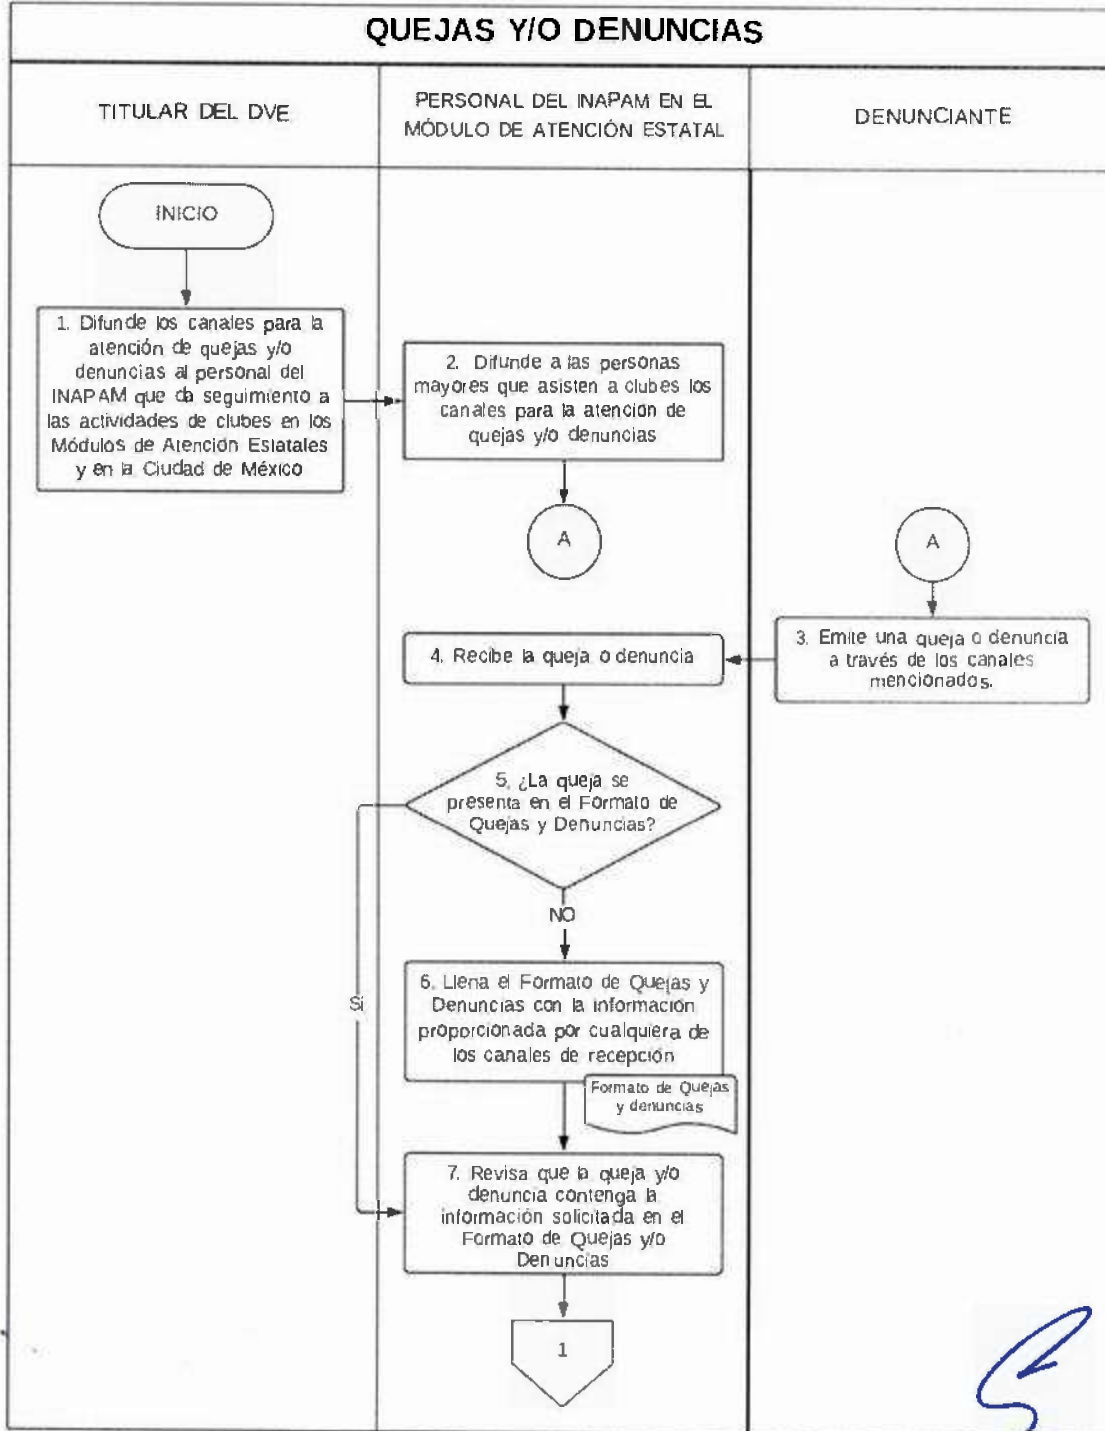 QUEJAS Y/O DENUNCIAS
TITULAR DEL DVE
PERSONAL DEL INAPAM EN EL
MÓDULO DE ATENCIÓN ESTATAL
DENUNCIANTE
INICIO
1. Difunde los canales para la
atención de quejas y/o
denuncias al personal del
INAPAM que da seguimiento a
las actividades de clubes en los
Módulos de Atención Estatales
y en la Ciudad de México
2. Difunde a las personas
mayores que asisten a clubes los
canales para la atención de
quejas y/o denuncias
A
A
3. Emite una queja o denuncia
a través de los canales
mencionados.
4. Recibe la queja o denuncia
5. ¿La queja se
presenta en el Formato de
Quejas y Denuncias?
NO
Si
6. Llena el Formato de Quejas y
Denuncias con la información
proporcionada por cualquiera de
los canales de recepción
Formato de Quejas
y denuncias
7. Revisa que la queja y/o
denuncia contenga la
información solicitada en el
Formato de Quejas y/o
Denuncias
1